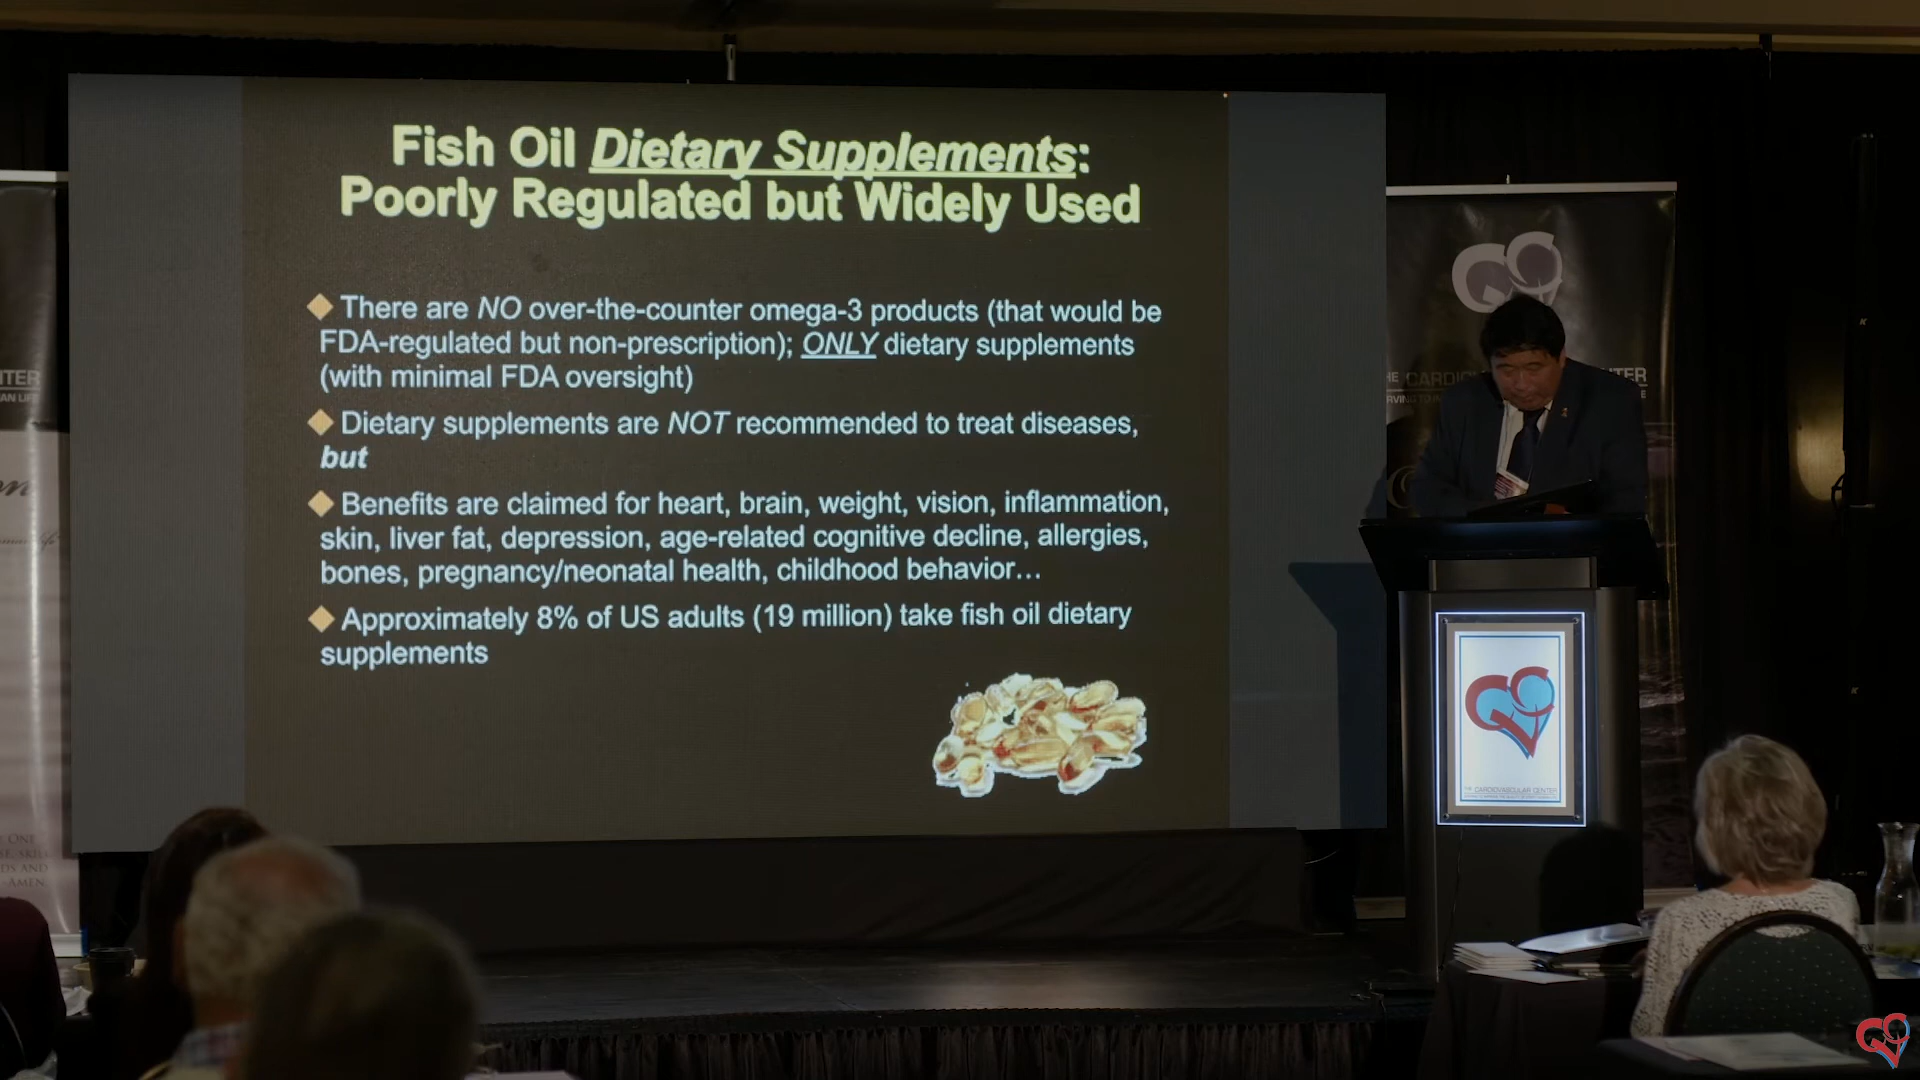 Fish Oil Dietary Supplements:
Poorly Regulated but Widely Used
There are NO over-the-counter omega-3 products (that would be
FDA-regulated but non-prescription); ONLY dietary supplements
(with minimal FDA oversight)
Dietary supplements are NOT recommended to treat diseases,
but
Benefits are claimed for heart, brain, weight, vision, inflammation,
skin, liver fat, depression, age-related cognitive decline, allergies,
bones, pregnancy/neonatal health, childhood behavior…
Approximately 8% of US adults (19 million) take fish oil dietary
supplements
THE CARDIOVASCULAR CENTER